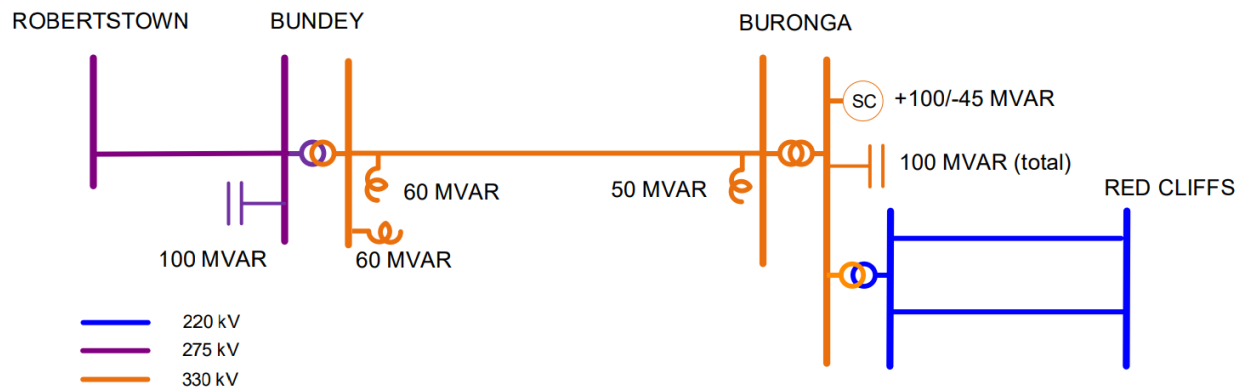 ROBERTSTOWN
BUNDEY
BURONGA
SC
+100/-45 MVAR
100 MVAR (total)
60 MVAR
50 MVAR
RED CLIFFS
100 MVAR
60 MVAR
220 kV
275 kV
330 kV